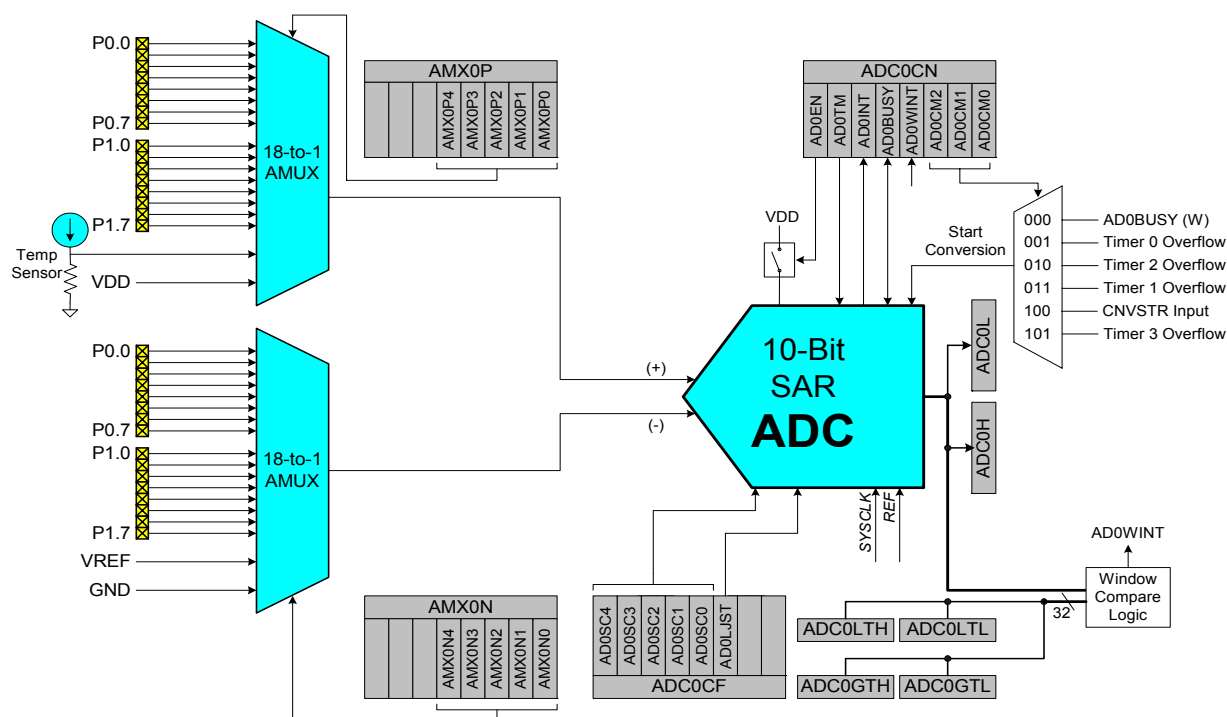 P0.0
P0.7
P1.0
P1.7
18-to-1
AMUX
Temp
Sensor
VDD
AMX0P
AMX0P4
AMX0P3
AMX0P2
AMX0P1
AMX0P0
ADC0CN
AD0EN
AD0TM
AD0INT
AD0BUSY
AD0WINT
AD0CM2
AD0CM1
AD0CM0
VDD
Start
Conversion
000
AD0BUSY (W)
001
Timer 0 Overflow
010
Timer 2 Overflow
011
Timer 1 Overflow
100
CNVSTR Input
101
Timer 3 Overflow
P0.0
P0.7
P1.0
P1.7
18-to-1
AMUX
VREF
GND
(+)
(-)
10-Bit
SAR
ADC
ADC0L
ADC0H
SYSCLK
REF
AMX0N
AMX0N4
AMX0N3
AMX0N2
AMX0N1
AMX0N0
AD0SC4
AD0SC3
AD0SC2
AD0SC1
AD0SC0
AD0LJST
ADC0CF
AD0WINT
Window
Compare
Logic
32
ADC0LTH
ADC0LTL
ADC0GTH
ADC0GTL